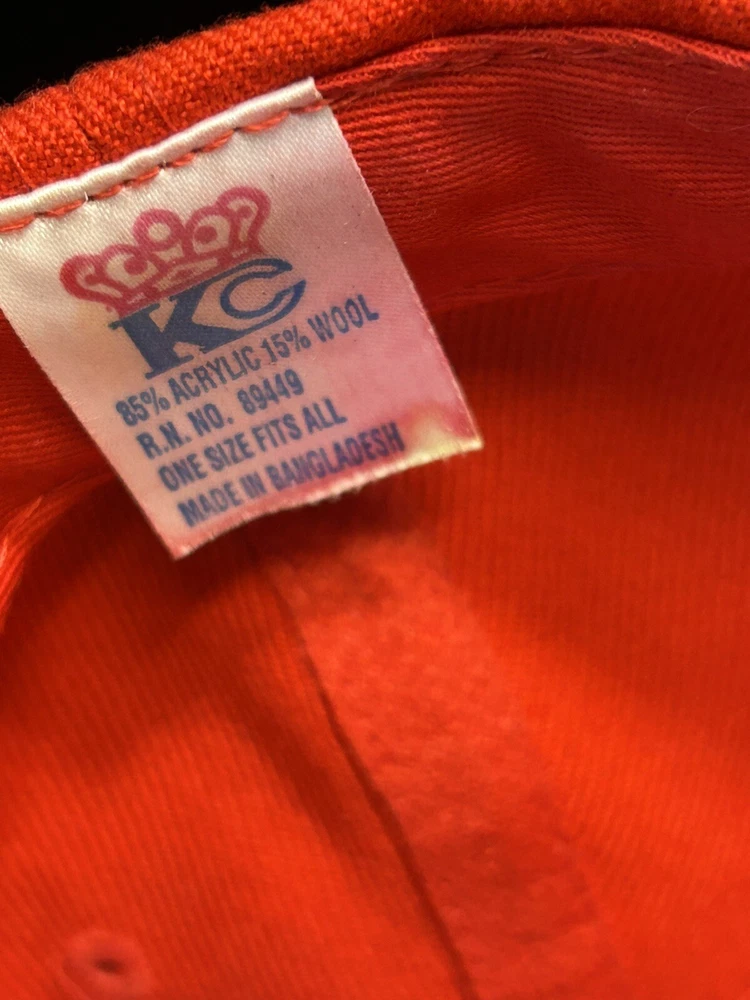 KC
85% ACRYLIC 15% WOOL
R.N. NO. 89449
ONE SIZE FITS ALL
MADE IN BANGLADESH